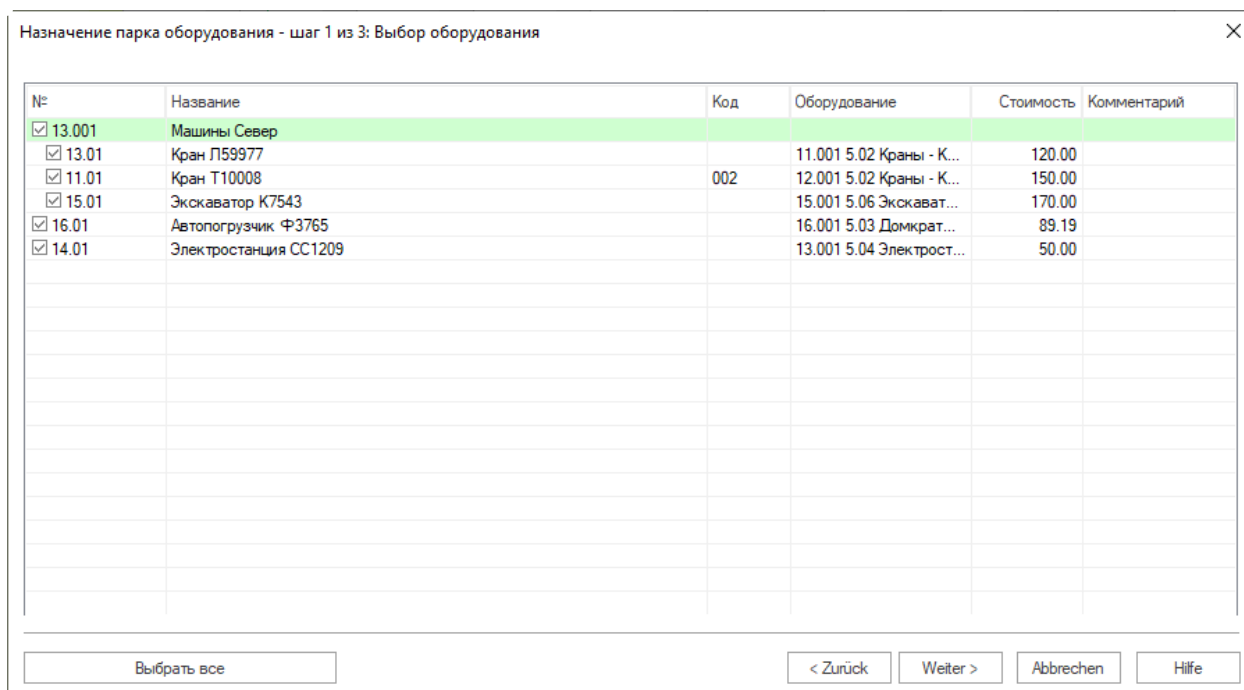 Назначение парка оборудования - шаг 1 из 3: Выбор оборудования
№ Название Код Оборудование Стоимость Комментарий
13.001 Машины Север
13.01 Кран Л59977 11.001 5.02 Краны - К... 120.00
11.01 Кран Т10008 002 12.001 5.02 Краны - К... 150.00
15.01 Экскаватор К7543 15.001 5.06 Экскават... 170.00
16.01 Автопогрузчик Ф3765 16.001 5.03 Домкрат... 89.19
14.01 Электростанция СС1209 13.001 5.04 Электрост... 50.00
Выбрать все < Zurück Weiter > Abbrechen Hilfe